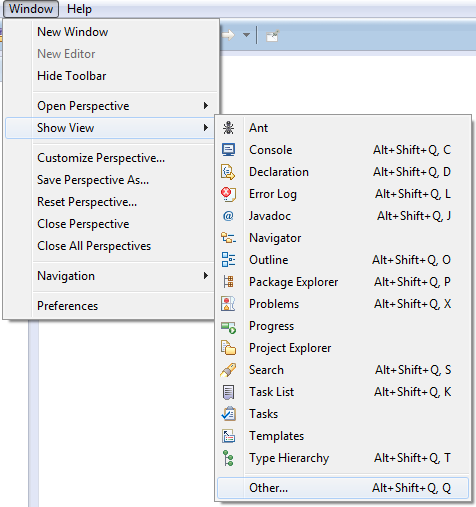 Window Help
New Window
New Editor
Hide Toolbar
Open Perspective
Show View
Customize Perspective...
Save Perspective As...
Reset Perspective...
Close Perspective
Close All Perspectives
Navigation
Preferences
Ant
Console Alt+Shift+Q, C
Declaration Alt+Shift+Q, D
Error Log Alt+Shift+Q, L
Javadoc Alt+Shift+Q, J
Navigator
Outline Alt+Shift+Q, O
Package Explorer Alt+Shift+Q, P
Problems Alt+Shift+Q, X
Progress
Project Explorer
Search Alt+Shift+Q, S
Task List Alt+Shift+Q, K
Tasks
Templates
Type Hierarchy Alt+Shift+Q, T
Other... Alt+Shift+Q, Q